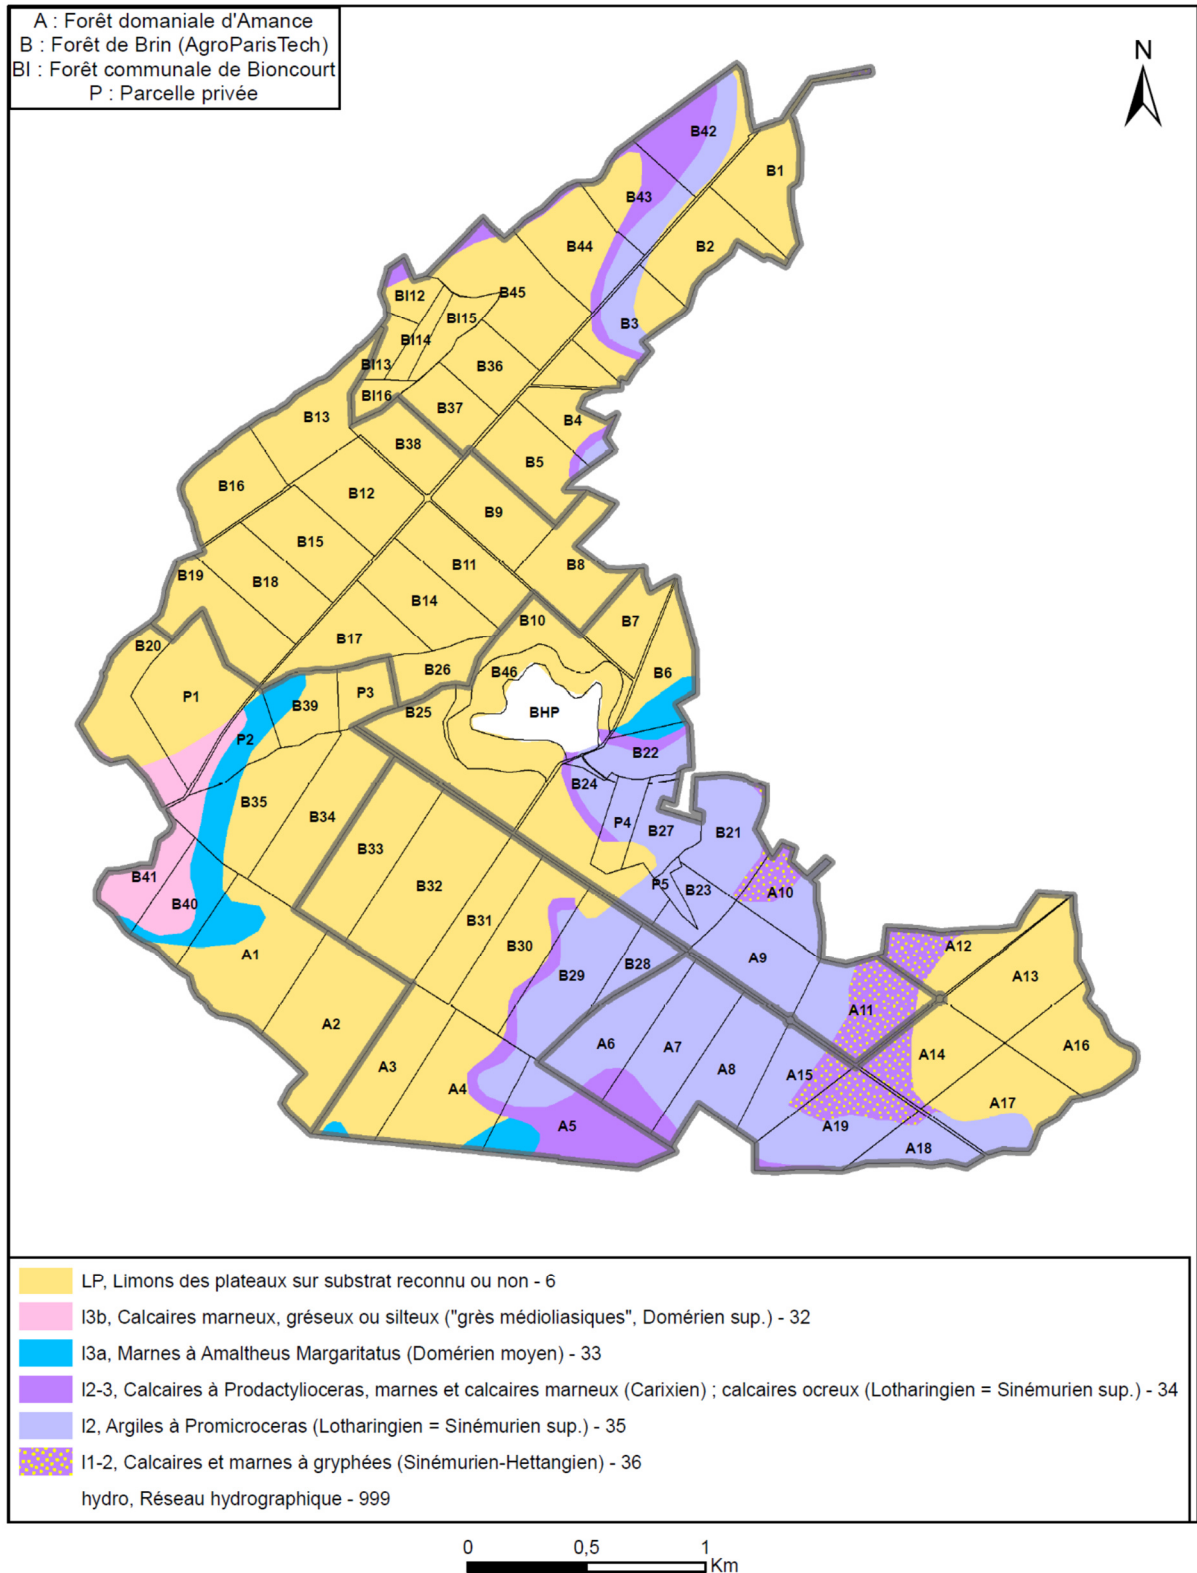 A : Forêt domaniale d'Amance
B : Forêt de Brin (AgroParisTech)
BI : Forêt communale de Bioncourt
P : Parcelle privée
N
B42
B1
B43
B2
B44
B45
BI12
BI15
B3
BI14
BI13
B36
BI16
B37
B4
B13
B38
B5
B16
B12
B9
B15
B11
B8
B19
B18
B14
B10
B7
B20
B17
B26
B46
B6
P1
P3
B39
B25
BHP
P2
B22
B24
B35
B34
P4
B27
B21
B33
B32
P5
B23
A10
B41
B40
B31
B30
A1
B29
B28
A9
A12
A13
A11
A2
A6
A7
A14
A16
A3
A4
A8
A15
A17
A5
A19
A18
LP, Limons des plateaux sur substrat reconnu ou non - 6
l3b, Calcaires marneux, gréseux ou silteux ("grès médioliasiques", Domérien sup.) - 32
l3a, Marnes à Amaltheus Margaritatus (Domérien moyen) - 33
l2-3, Calcaires à Prodactylioceras, marnes et calcaires marneux (Carixien) ; calcaires ocreux (Lotharingien = Sinémurien sup.) - 34
l2, Argiles à Promicroceras (Lotharingien = Sinémurien sup.) - 35
l1-2, Calcaires et marnes à gryphées (Sinémurien-Hettangien) - 36
hydro, Réseau hydrographique - 999
0 0,5 1
Km